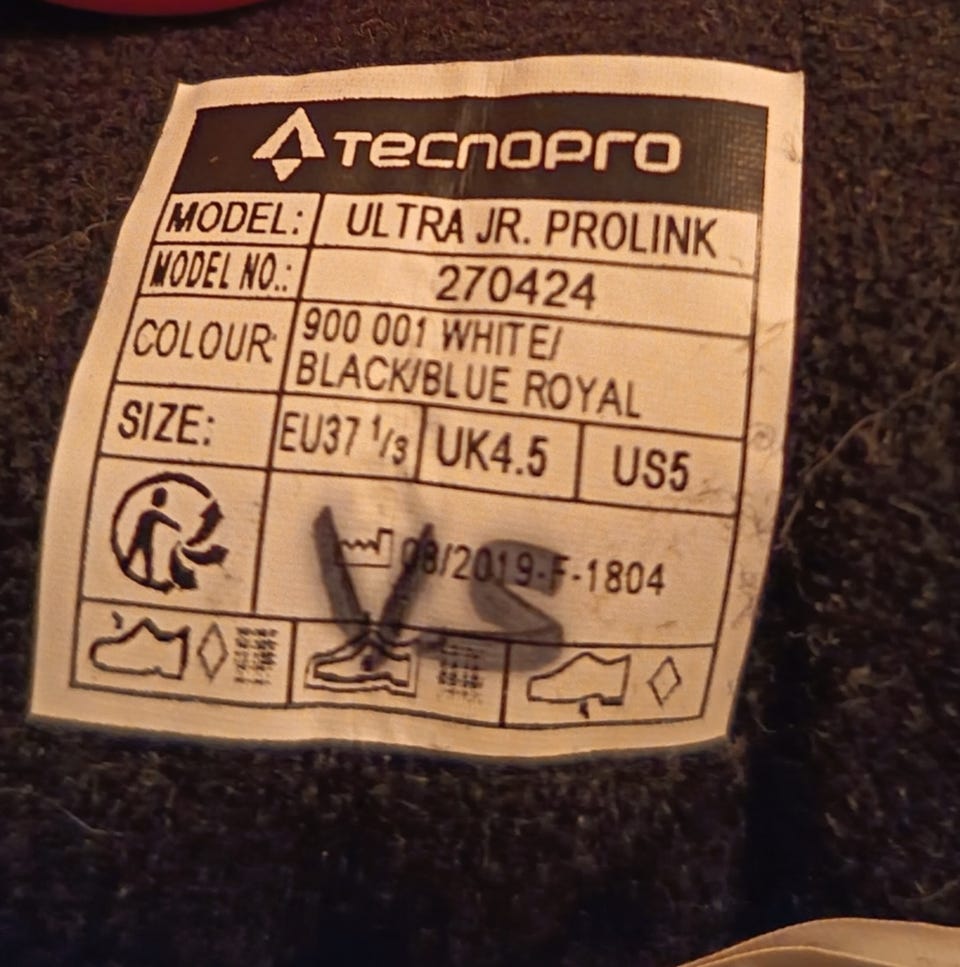 TECNOPRO
MODEL: ULTRA JR. PROLINK
MODEL NO.: 270424
COLOUR: 900 001 WHITE/
BLACK/BLUE ROYAL
SIZE: EU37 1/3 UK4.5 US5
08/2019-F-1804
VS